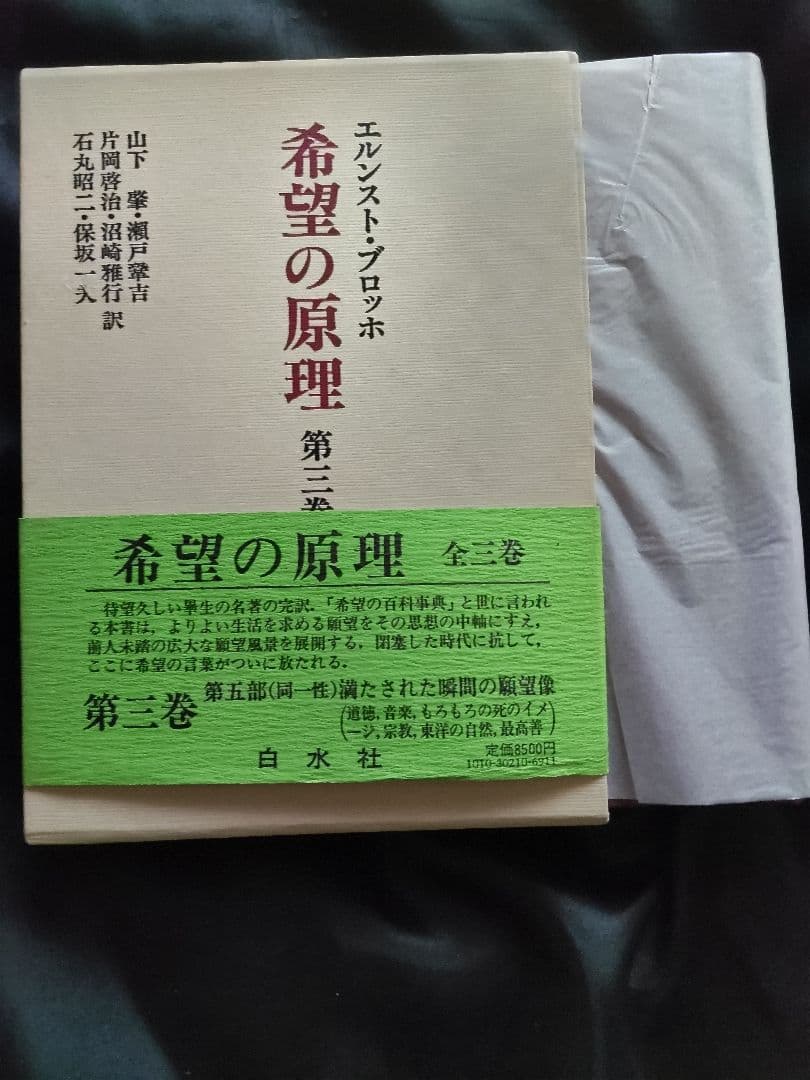 エルンスト・ブロッホ
希望の原理 第三巻
山下 肇・瀬戸鞏吉
片岡啓治・沼崎雅行 訳
石丸昭二・保坂一夫
希望の原理 全三巻
待望久しい畢生の名著の完訳.「希望の百科事典」と世に言われ
る本書は，よりよい生活を求める願望をその思想の中軸にすえ，
前人未踏の広大な願望風景を展開する．閉塞した時代に抗して，
ここに希望の言葉がついに放たれる．
第三巻 第五部(同一性)満たされた瞬間の願望像
(道徳，音楽，もろもろの死のイメ
ージ，宗教，東洋の自然，最高善)
白水社
定価8500円
1010-30210-6911